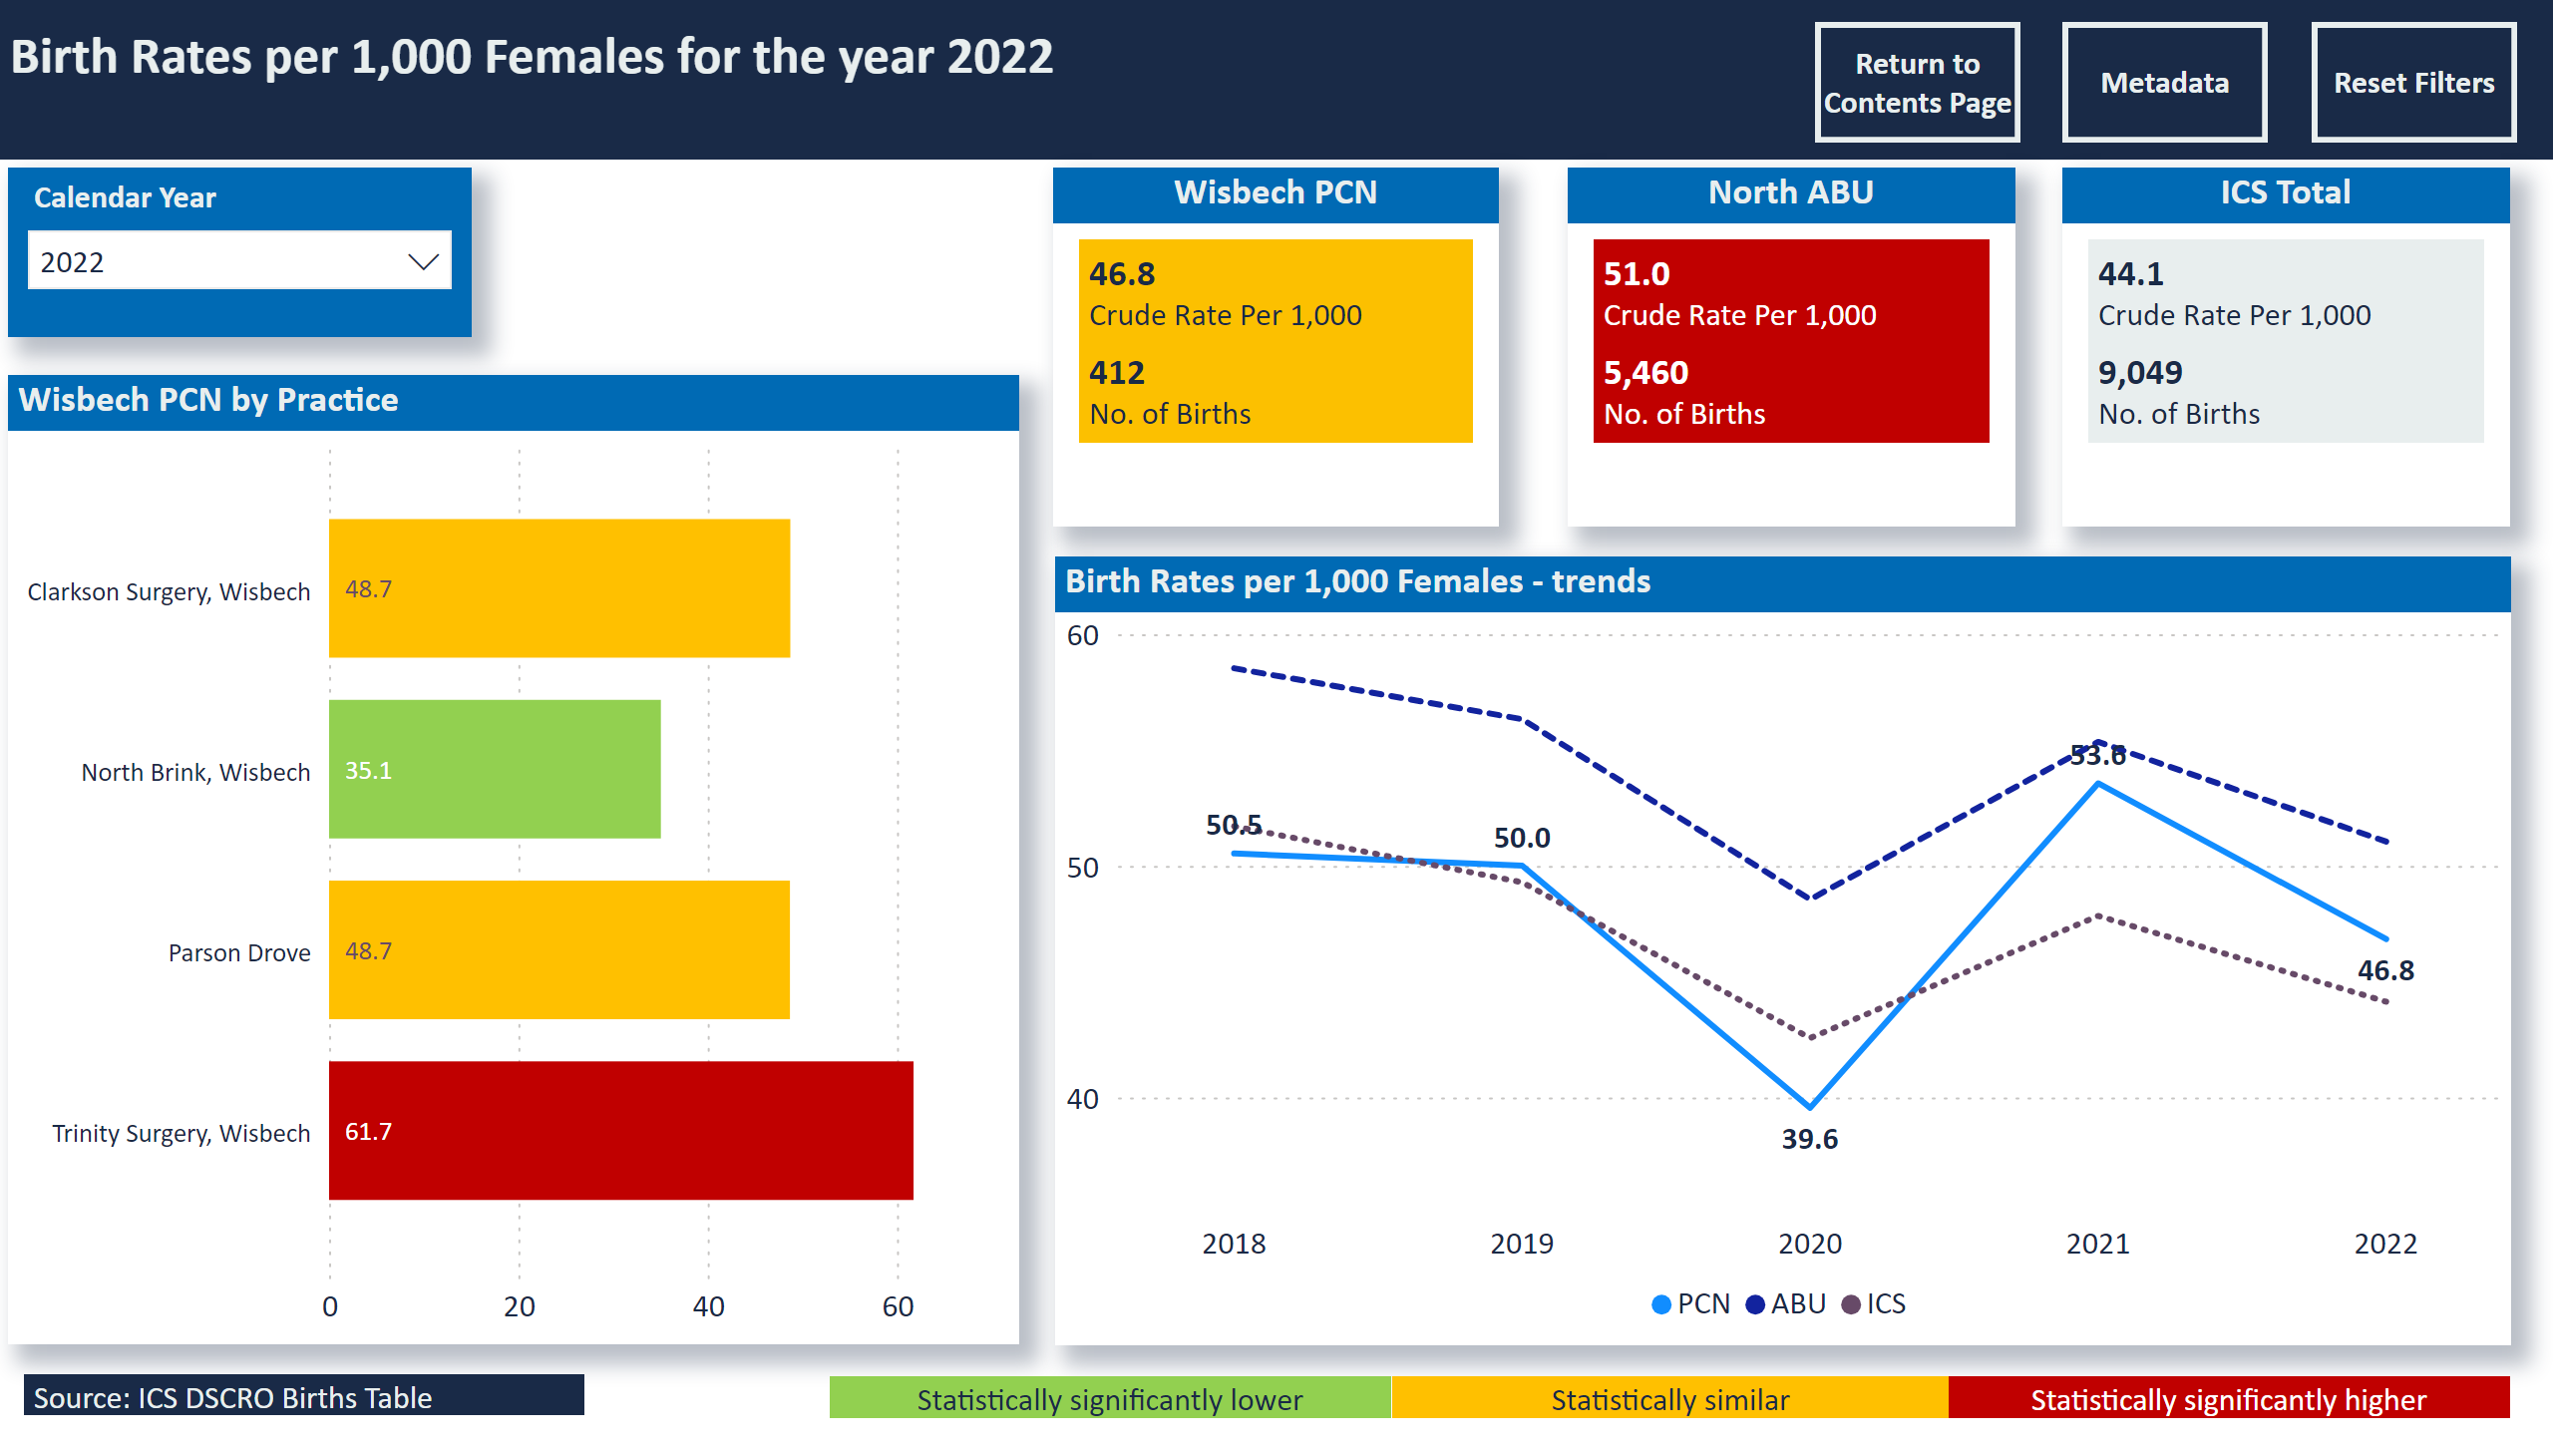 Birth Rates per 1,000 Females for the year 2022
Return to
Contents Page
Metadata
Reset Filters
Calendar Year
2022
Wisbech PCN
46.8
Crude Rate Per 1,000
412
No. of Births
North ABU
51.0
Crude Rate Per 1,000
5,460
No. of Births
ICS Total
44.1
Crude Rate Per 1,000
9,049
No. of Births
Wisbech PCN by Practice
Clarkson Surgery, Wisbech
48.7
North Brink, Wisbech
35.1
Parson Drove
48.7
Trinity Surgery, Wisbech
61.7
0 20 40 60
Birth Rates per 1,000 Females - trends
60
50
40
50.5
50.0
39.6
53.6
46.8
2018 2019 2020 2021 2022
PCN ABU ICS
Source: ICS DSCRO Births Table
Statistically significantly lower
Statistically similar
Statistically significantly higher